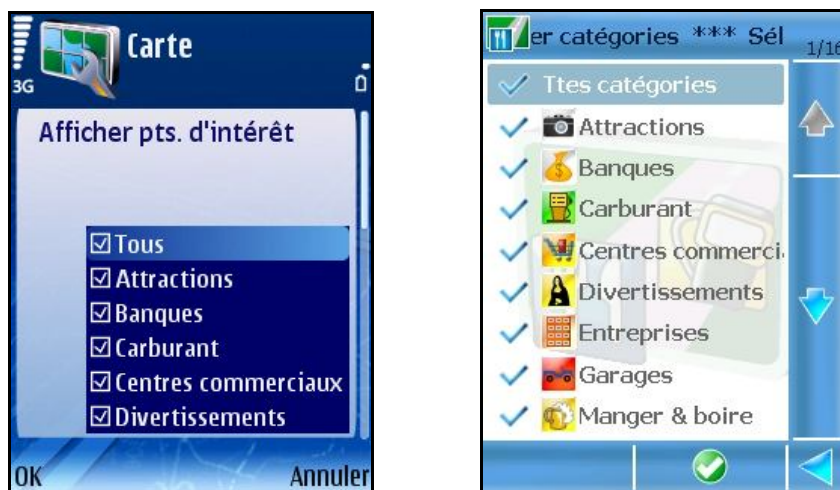 Carte
3G
Afficher pts. d'intérêt
Tous
Attractions
Banques
Carburant
Centres commerciaux
Divertissements
OK Annuler
er catégories *** Sél 1/16
Ttes catégories
Attractions
Banques
Carburant
Centres commerci
Divertissements
Entreprises
Garages
Manger & boire